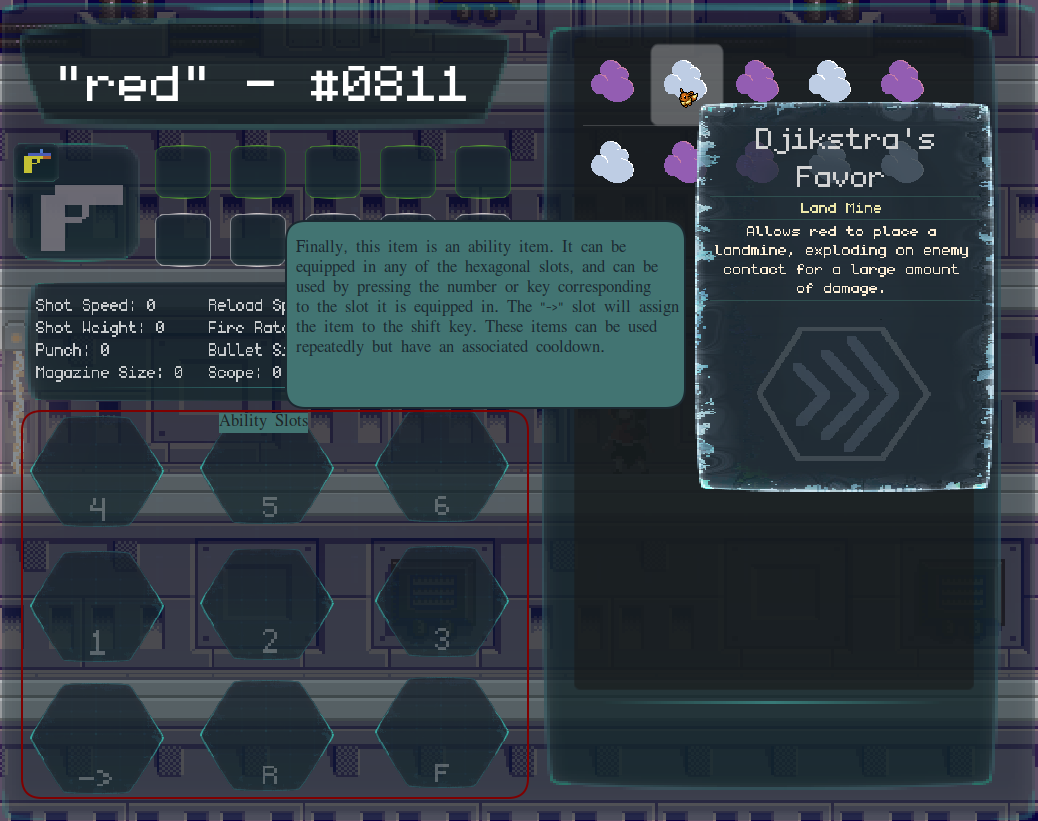 "red" - #0811
Djikstra's
Favor
Land Mine
Allows red to place a
landmine, exploding on enemy
contact for a large amount
of damage.
Finally, this item is an ability item. It can be
equipped in any of the hexagonal slots, and can be
used by pressing the number or key corresponding
to the slot it is equipped in. The "->" slot will assign
the item to the shift key. These items can be used
repeatedly but have an associated cooldown.
Shot Speed: 0
Shot Weight: 0
Punch: 0
Magazine Size: 0
Reload
Fire
Bullet
Scope: 0
Ability Slots
4 5 6
1 2 3
-> R F